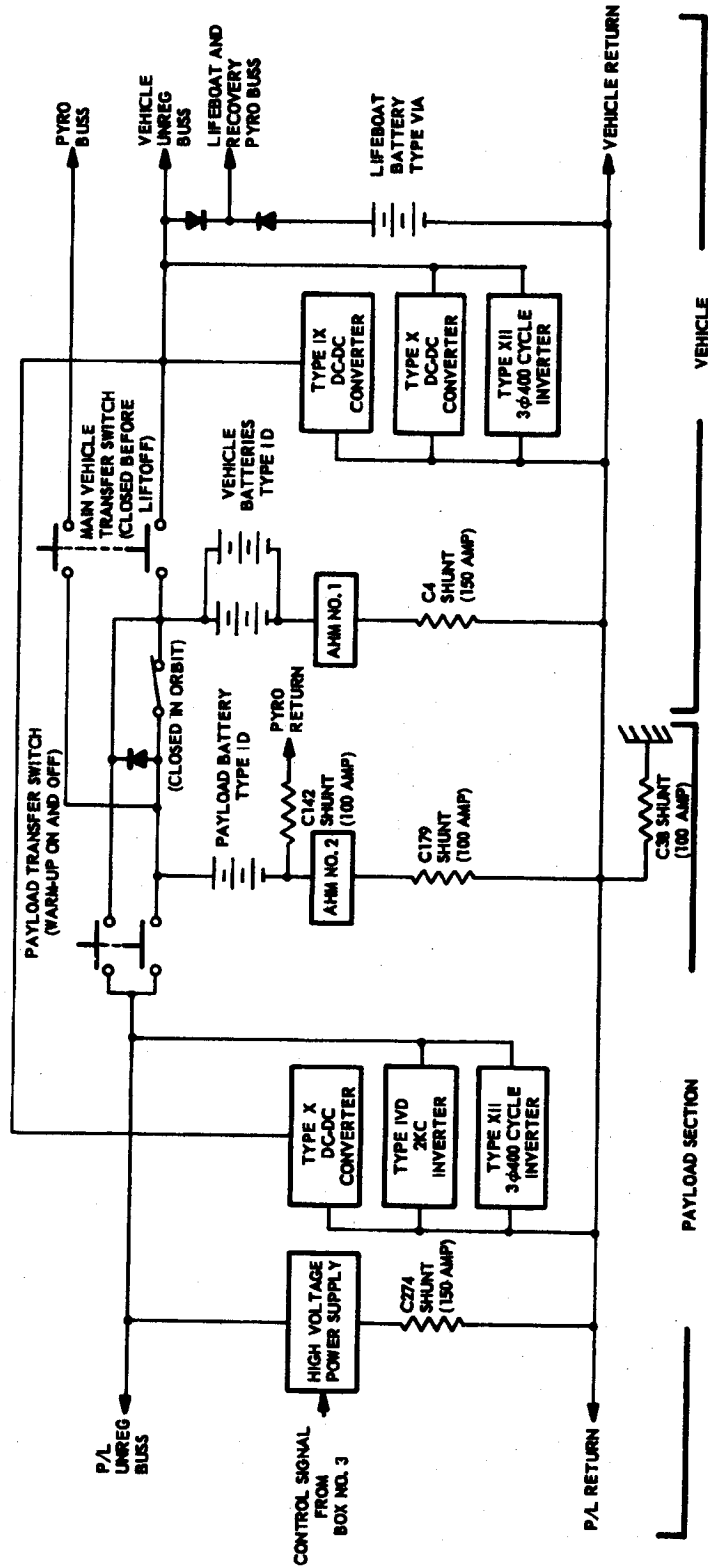 PYRO
BUSS
VEHICLE
UNREG
BUSS
LIFEBOAT AND
RECOVERY
PYRO BUSS
LIFEBOAT
BATTERY
TYPE VIA
VEHICLE RETURN
MAIN VEHICLE
TRANSFER SWITCH
(CLOSED BEFORE
LIFTOFF)
TYPE IX
DC-DC
CONVERTER
TYPE X
DC-DC
CONVERTER
TYPE XII
3ϕ400 CYCLE
INVERTER
VEHICLE
BATTERIES
TYPE ID
AHM NO. 1
C4
SHUNT
(150 AMP)
VEHICLE
PAYLOAD TRANSFER SWITCH
(WARM-UP ON AND OFF)
(CLOSED IN ORBIT)
PAYLOAD BATTERY
TYPE ID
PYRO
RETURN
C142
SHUNT
(100 AMP)
AHM NO. 2
C179
SHUNT
(100 AMP)
C38 SHUNT
(100 AMP)
TYPE X
DC-DC
CONVERTER
TYPE IVD
2KC
INVERTER
TYPE XII
3ϕ400 CYCLE
INVERTER
HIGH VOLTAGE
POWER SUPPLY
C274
SHUNT
(150 AMP)
P/L
UNREG
BUSS
CONTROL SIGNAL
FROM
BOX NO. 3
P/L RETURN
PAYLOAD SECTION